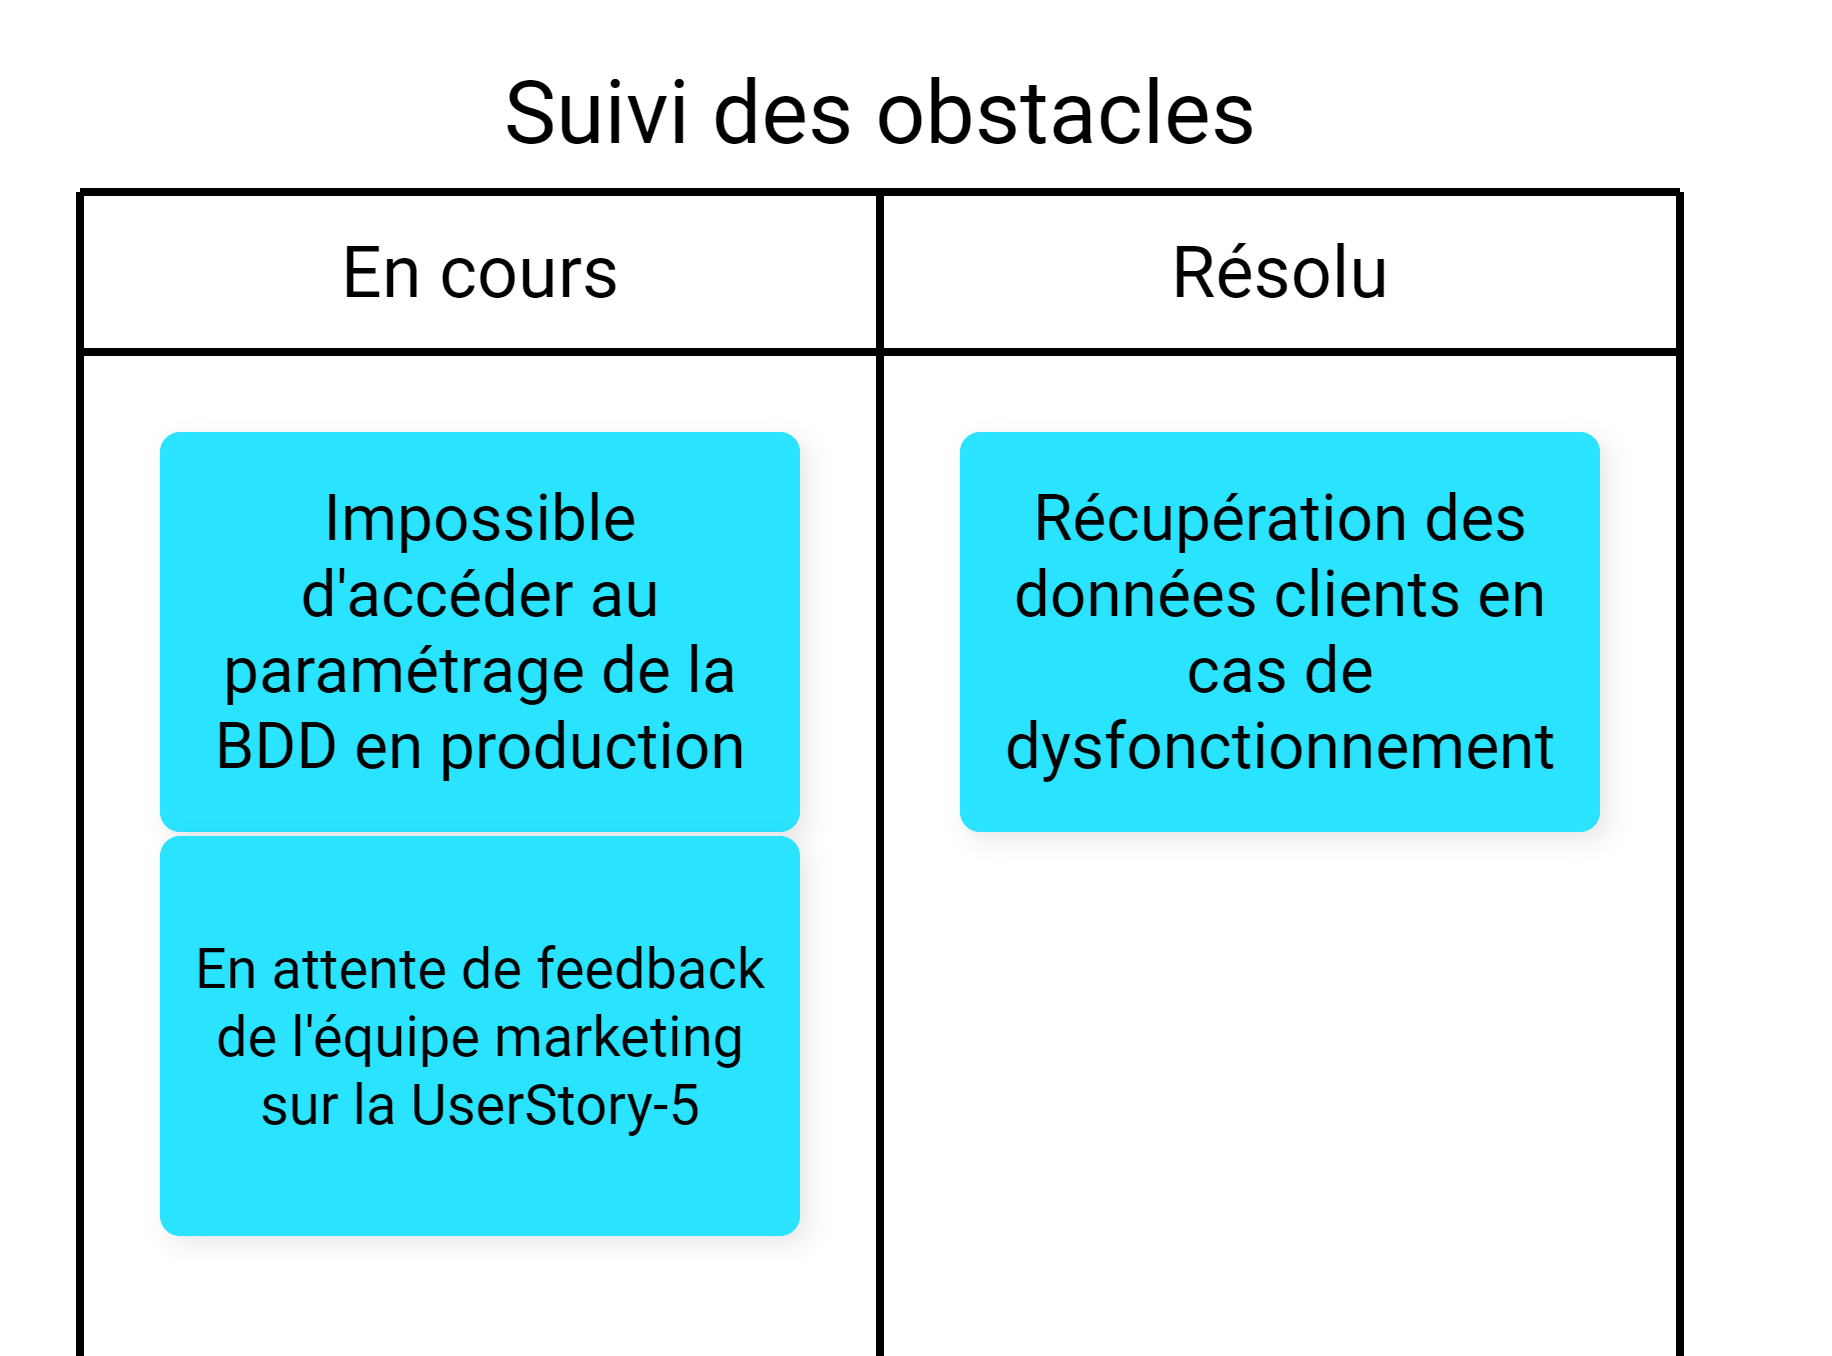 Suivi des obstacles
En cours
Résolu
Impossible
d'accéder au
paramétrage de la
BDD en production
Récupération des
données clients en
cas de
dysfonctionnement
En attente de feedback
de l'équipe marketing
sur la UserStory-5